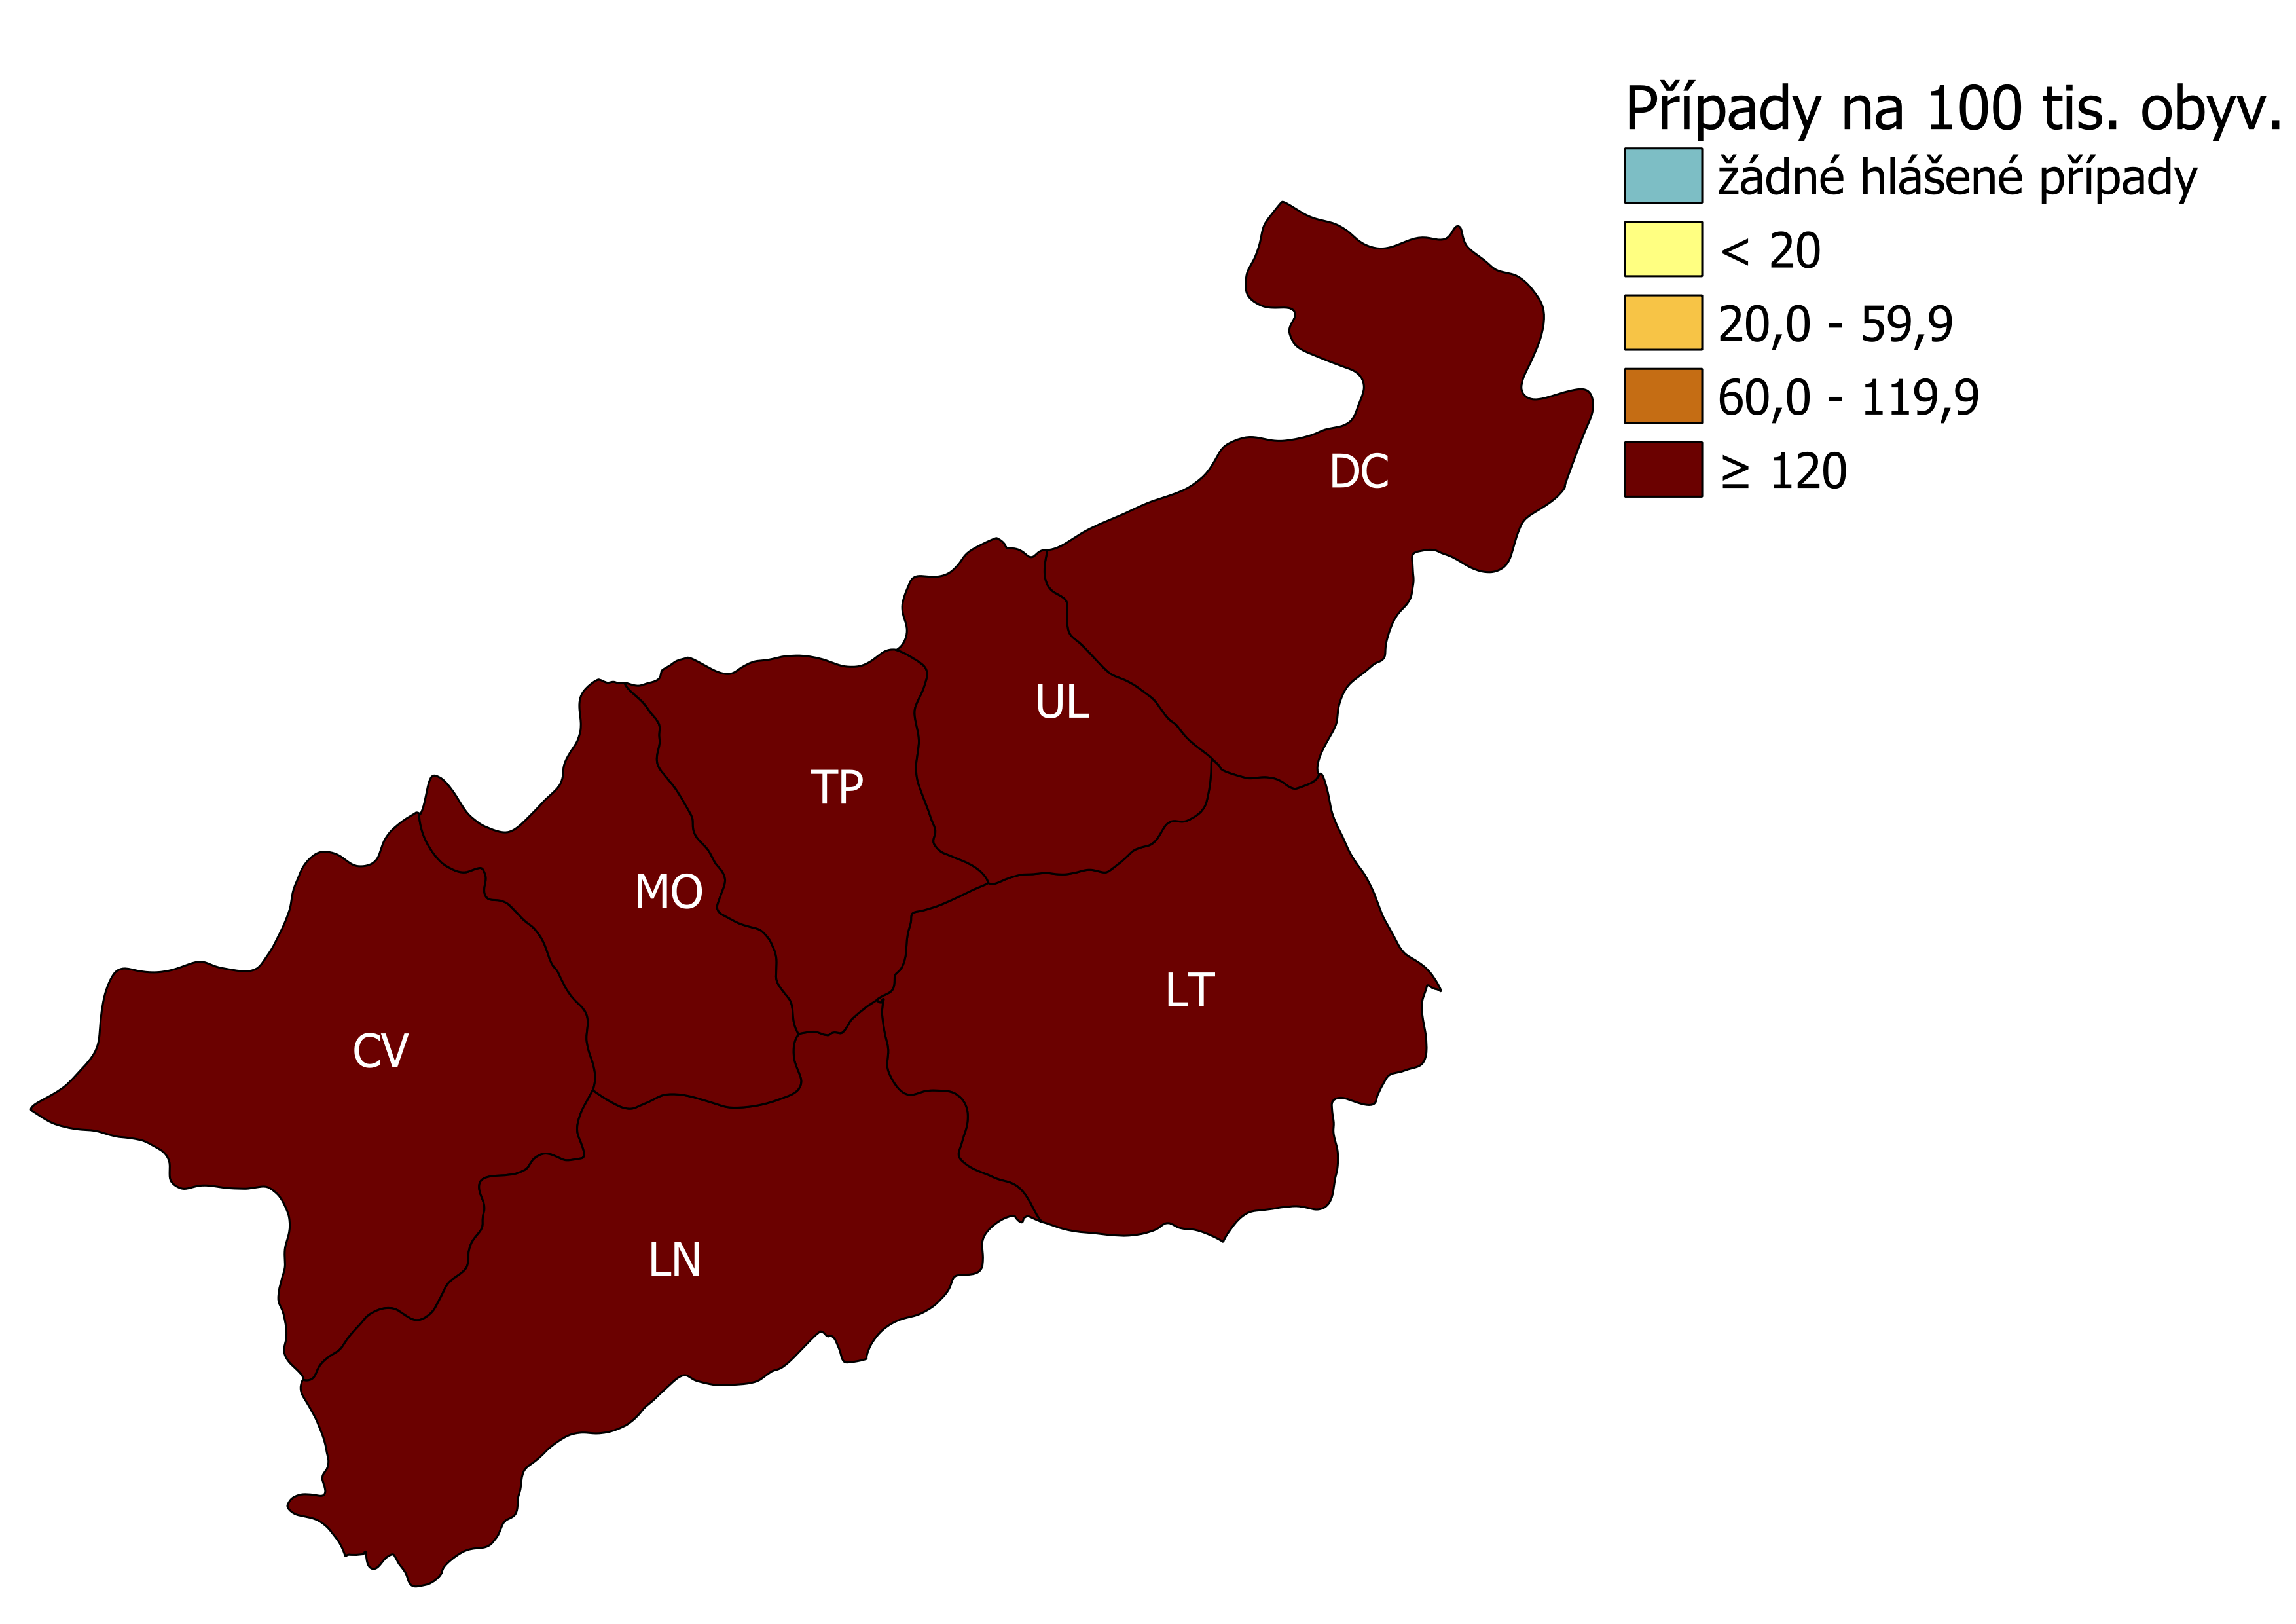 Případy na 100 tis. obyv.
žádné hlášené případy
< 20
20,0 - 59,9
60,0 - 119,9
≥ 120
DC
UL
TP
MO
LT
CV
LN